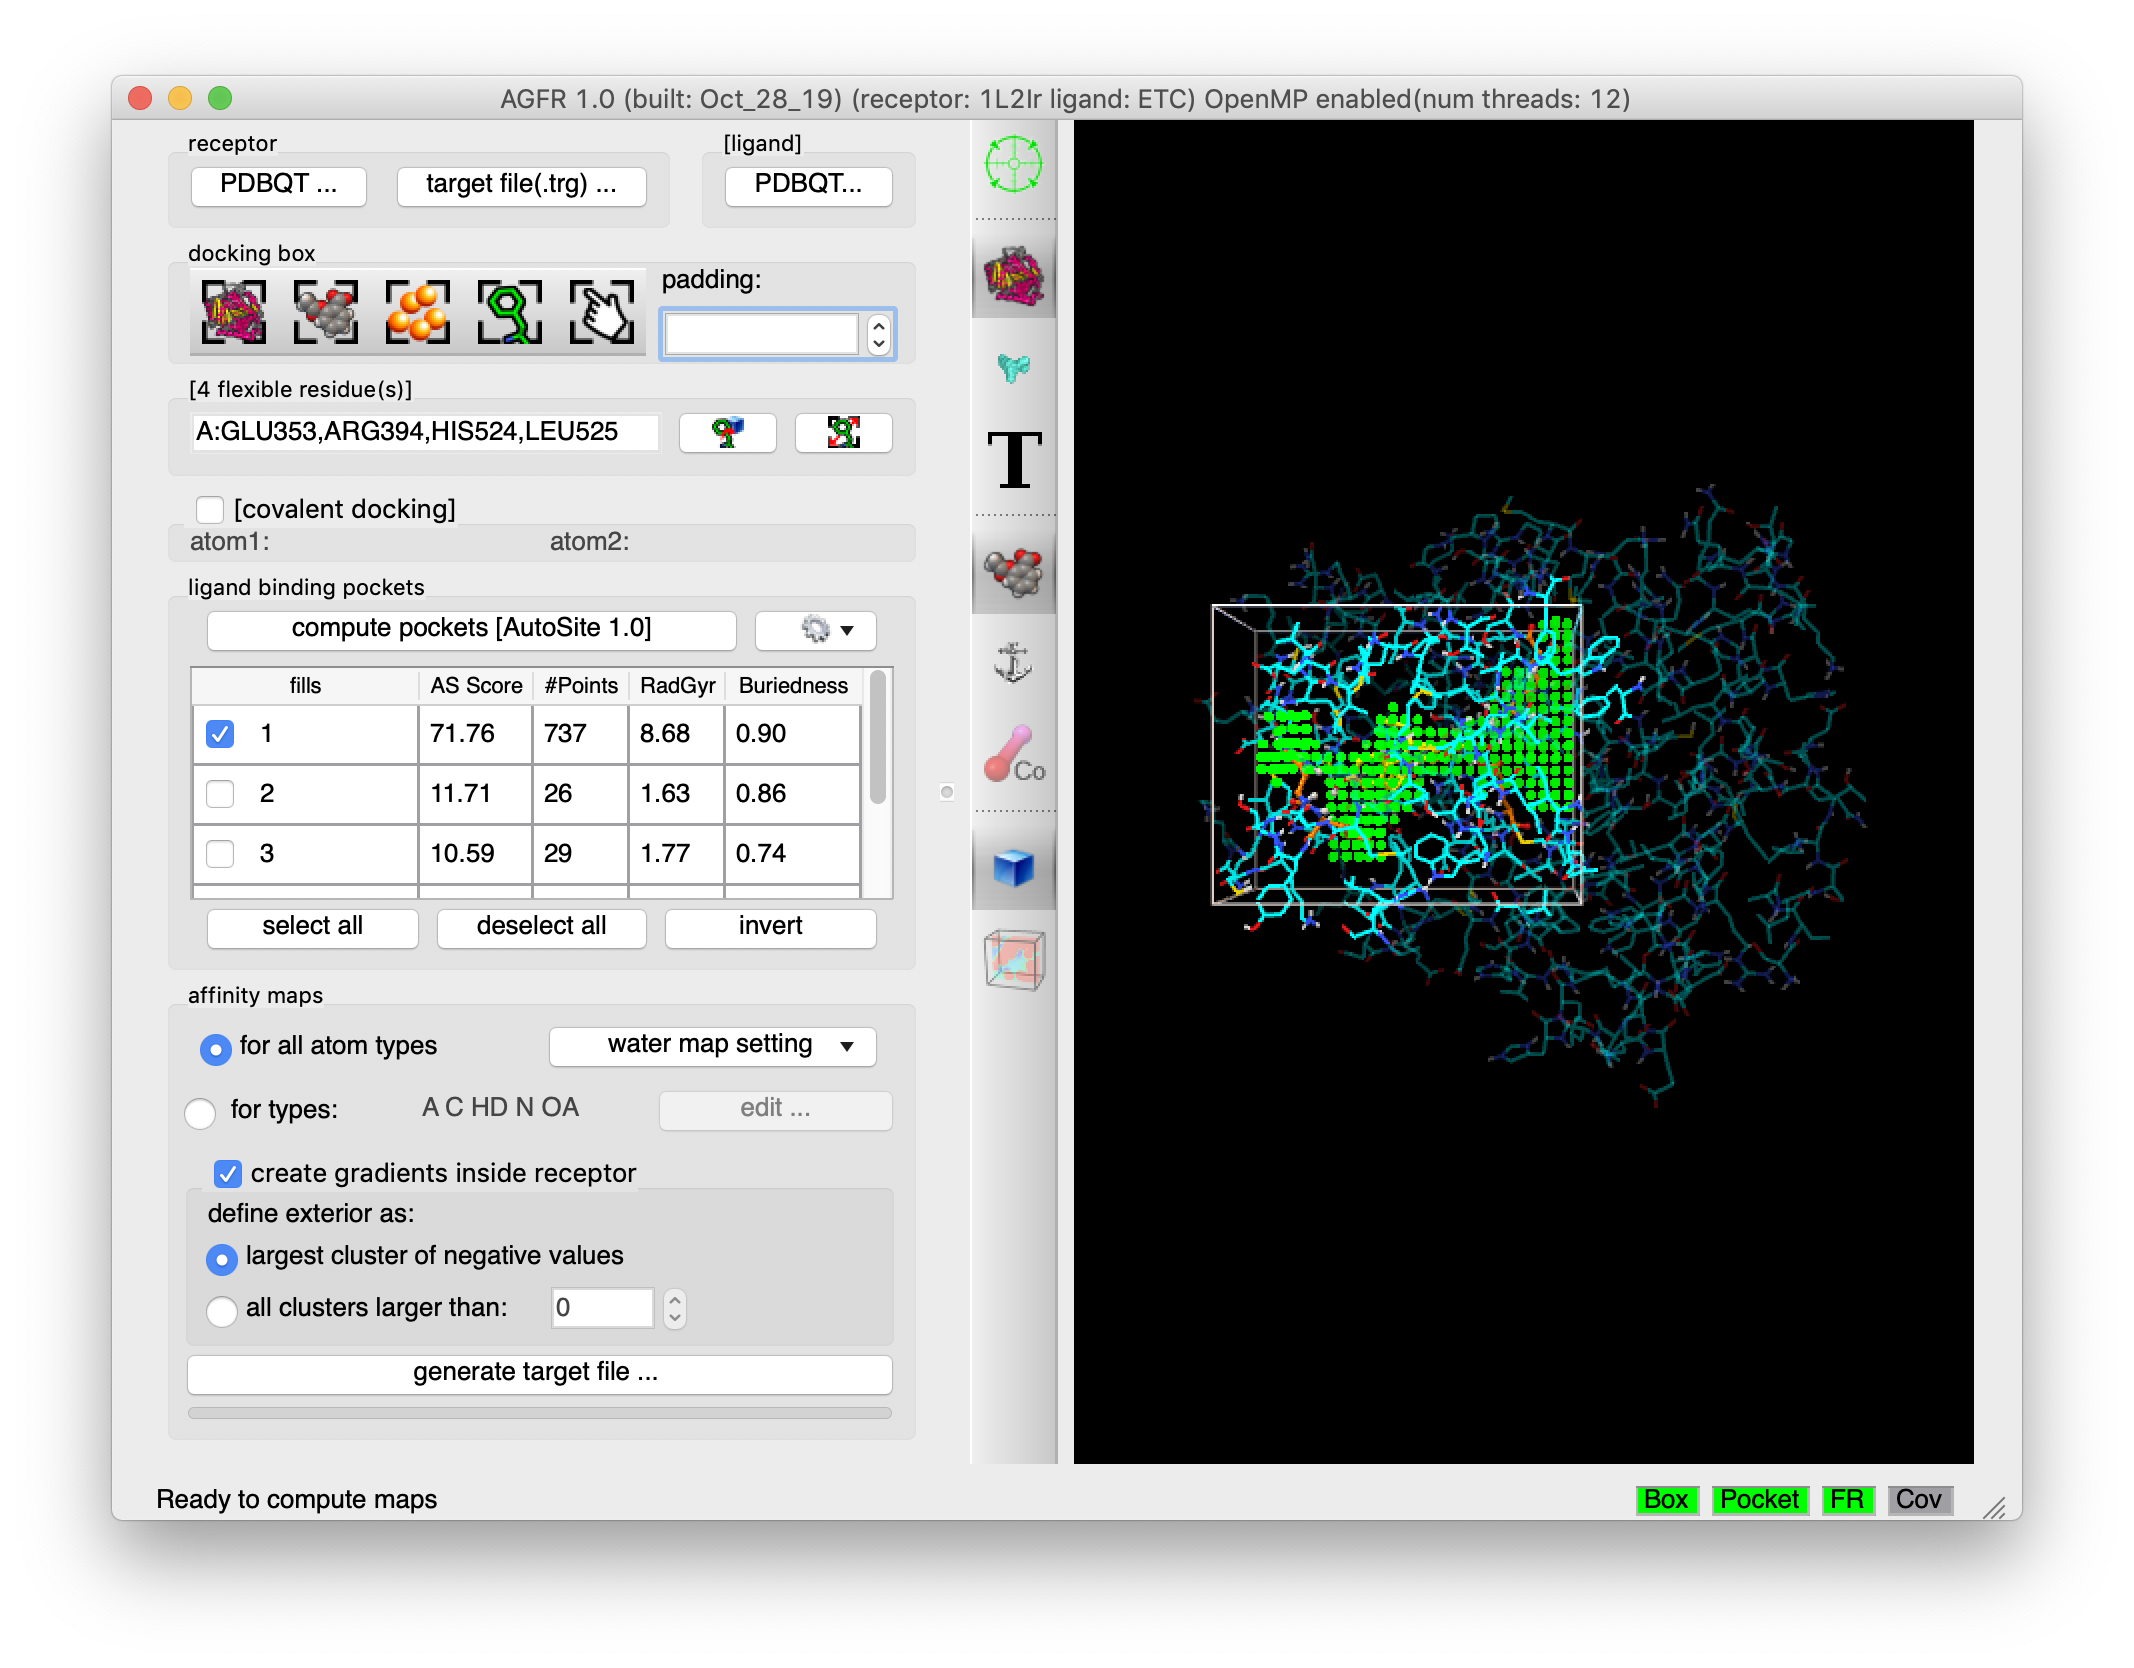 AGFR 1.0 (built: Oct_28_19) (receptor: 1L2Ir ligand: ETC) OpenMP enabled(num threads: 12)
receptor
[ligand]
PDBQT ...
target file(.trg) ...
PDBQT...
docking box
padding:
[4 flexible residue(s)]
A:GLU353,ARG394,HIS524,LEU525
[covalent docking]
atom1:
atom2:
ligand binding pockets
compute pockets [AutoSite 1.0]
fills AS Score #Points RadGyr Buriedness
1 71.76 737 8.68 0.90
2 11.71 26 1.63 0.86
3 10.59 29 1.77 0.74
select all
deselect all
invert
affinity maps
for all atom types
water map setting
for types:
A C HD N OA
edit ...
create gradients inside receptor
define exterior as:
largest cluster of negative values
all clusters larger than:
0
generate target file ...
T
Co
Ready to compute maps
Box
Pocket
FR
Cov